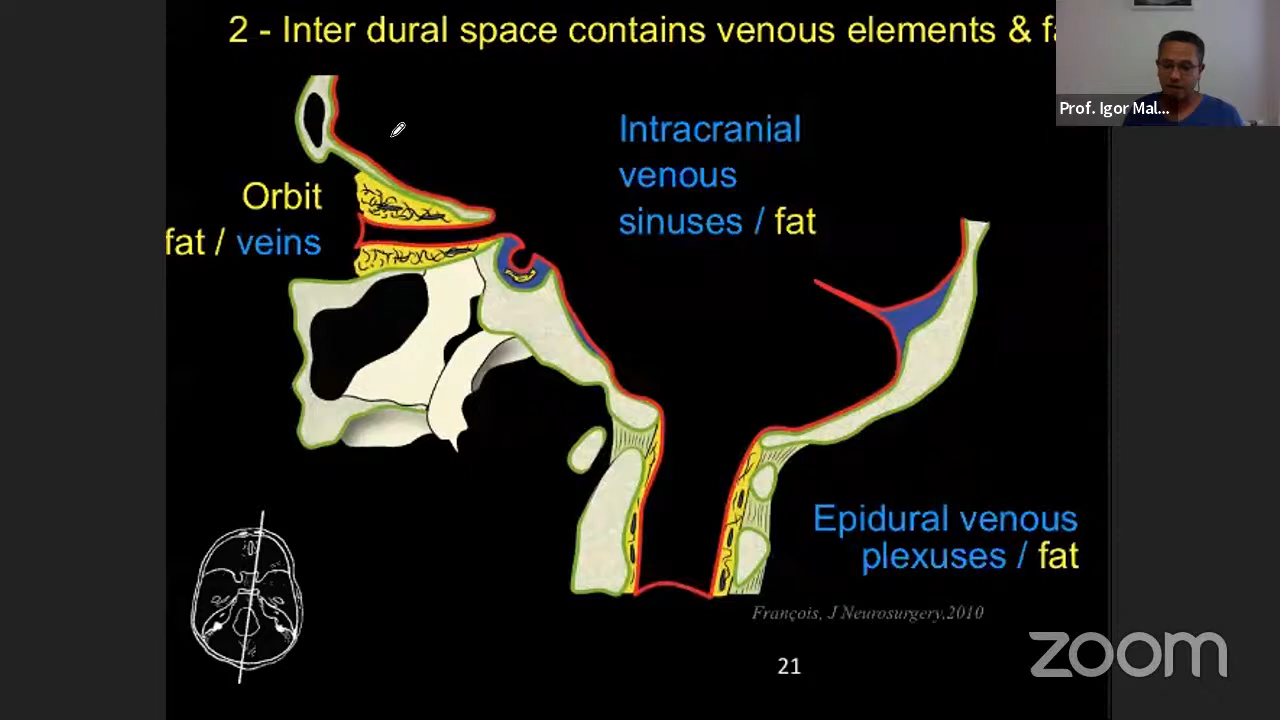 2 - Inter dural space contains venous elements &
Prof. Igor Mal...
Intracranial
venous
sinuses / fat
Orbit
fat / veins
Epidural venous
plexuses / fat
François, J Neurosurgery,2010
zoom
21